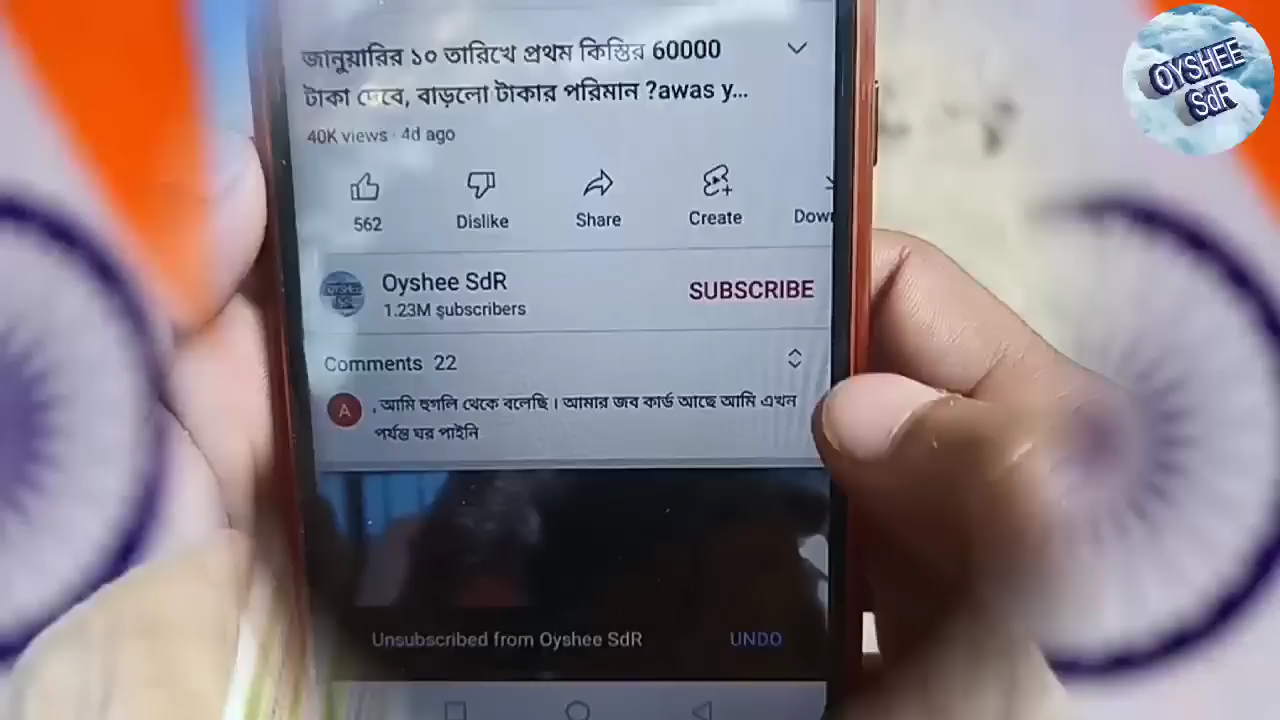 OYSHEE
SdR
জানুয়ারির ১০ তারিখে প্রথম কিস্তির 60000
টাকা দেবে, বাড়লো টাকার পরিমান ?awas y...
40K views · 4d ago
562
Dislike
Share
Create
Dow
Oyshee SdR
1.23M subscribers
SUBSCRIBE
Comments 22
A
, আমি হুগলি থেকে বলেছি। আমার জব কার্ড আছে আমি এখন
পর্যন্ত ঘর পাইনি
Unsubscribed from Oyshee SdR
UNDO